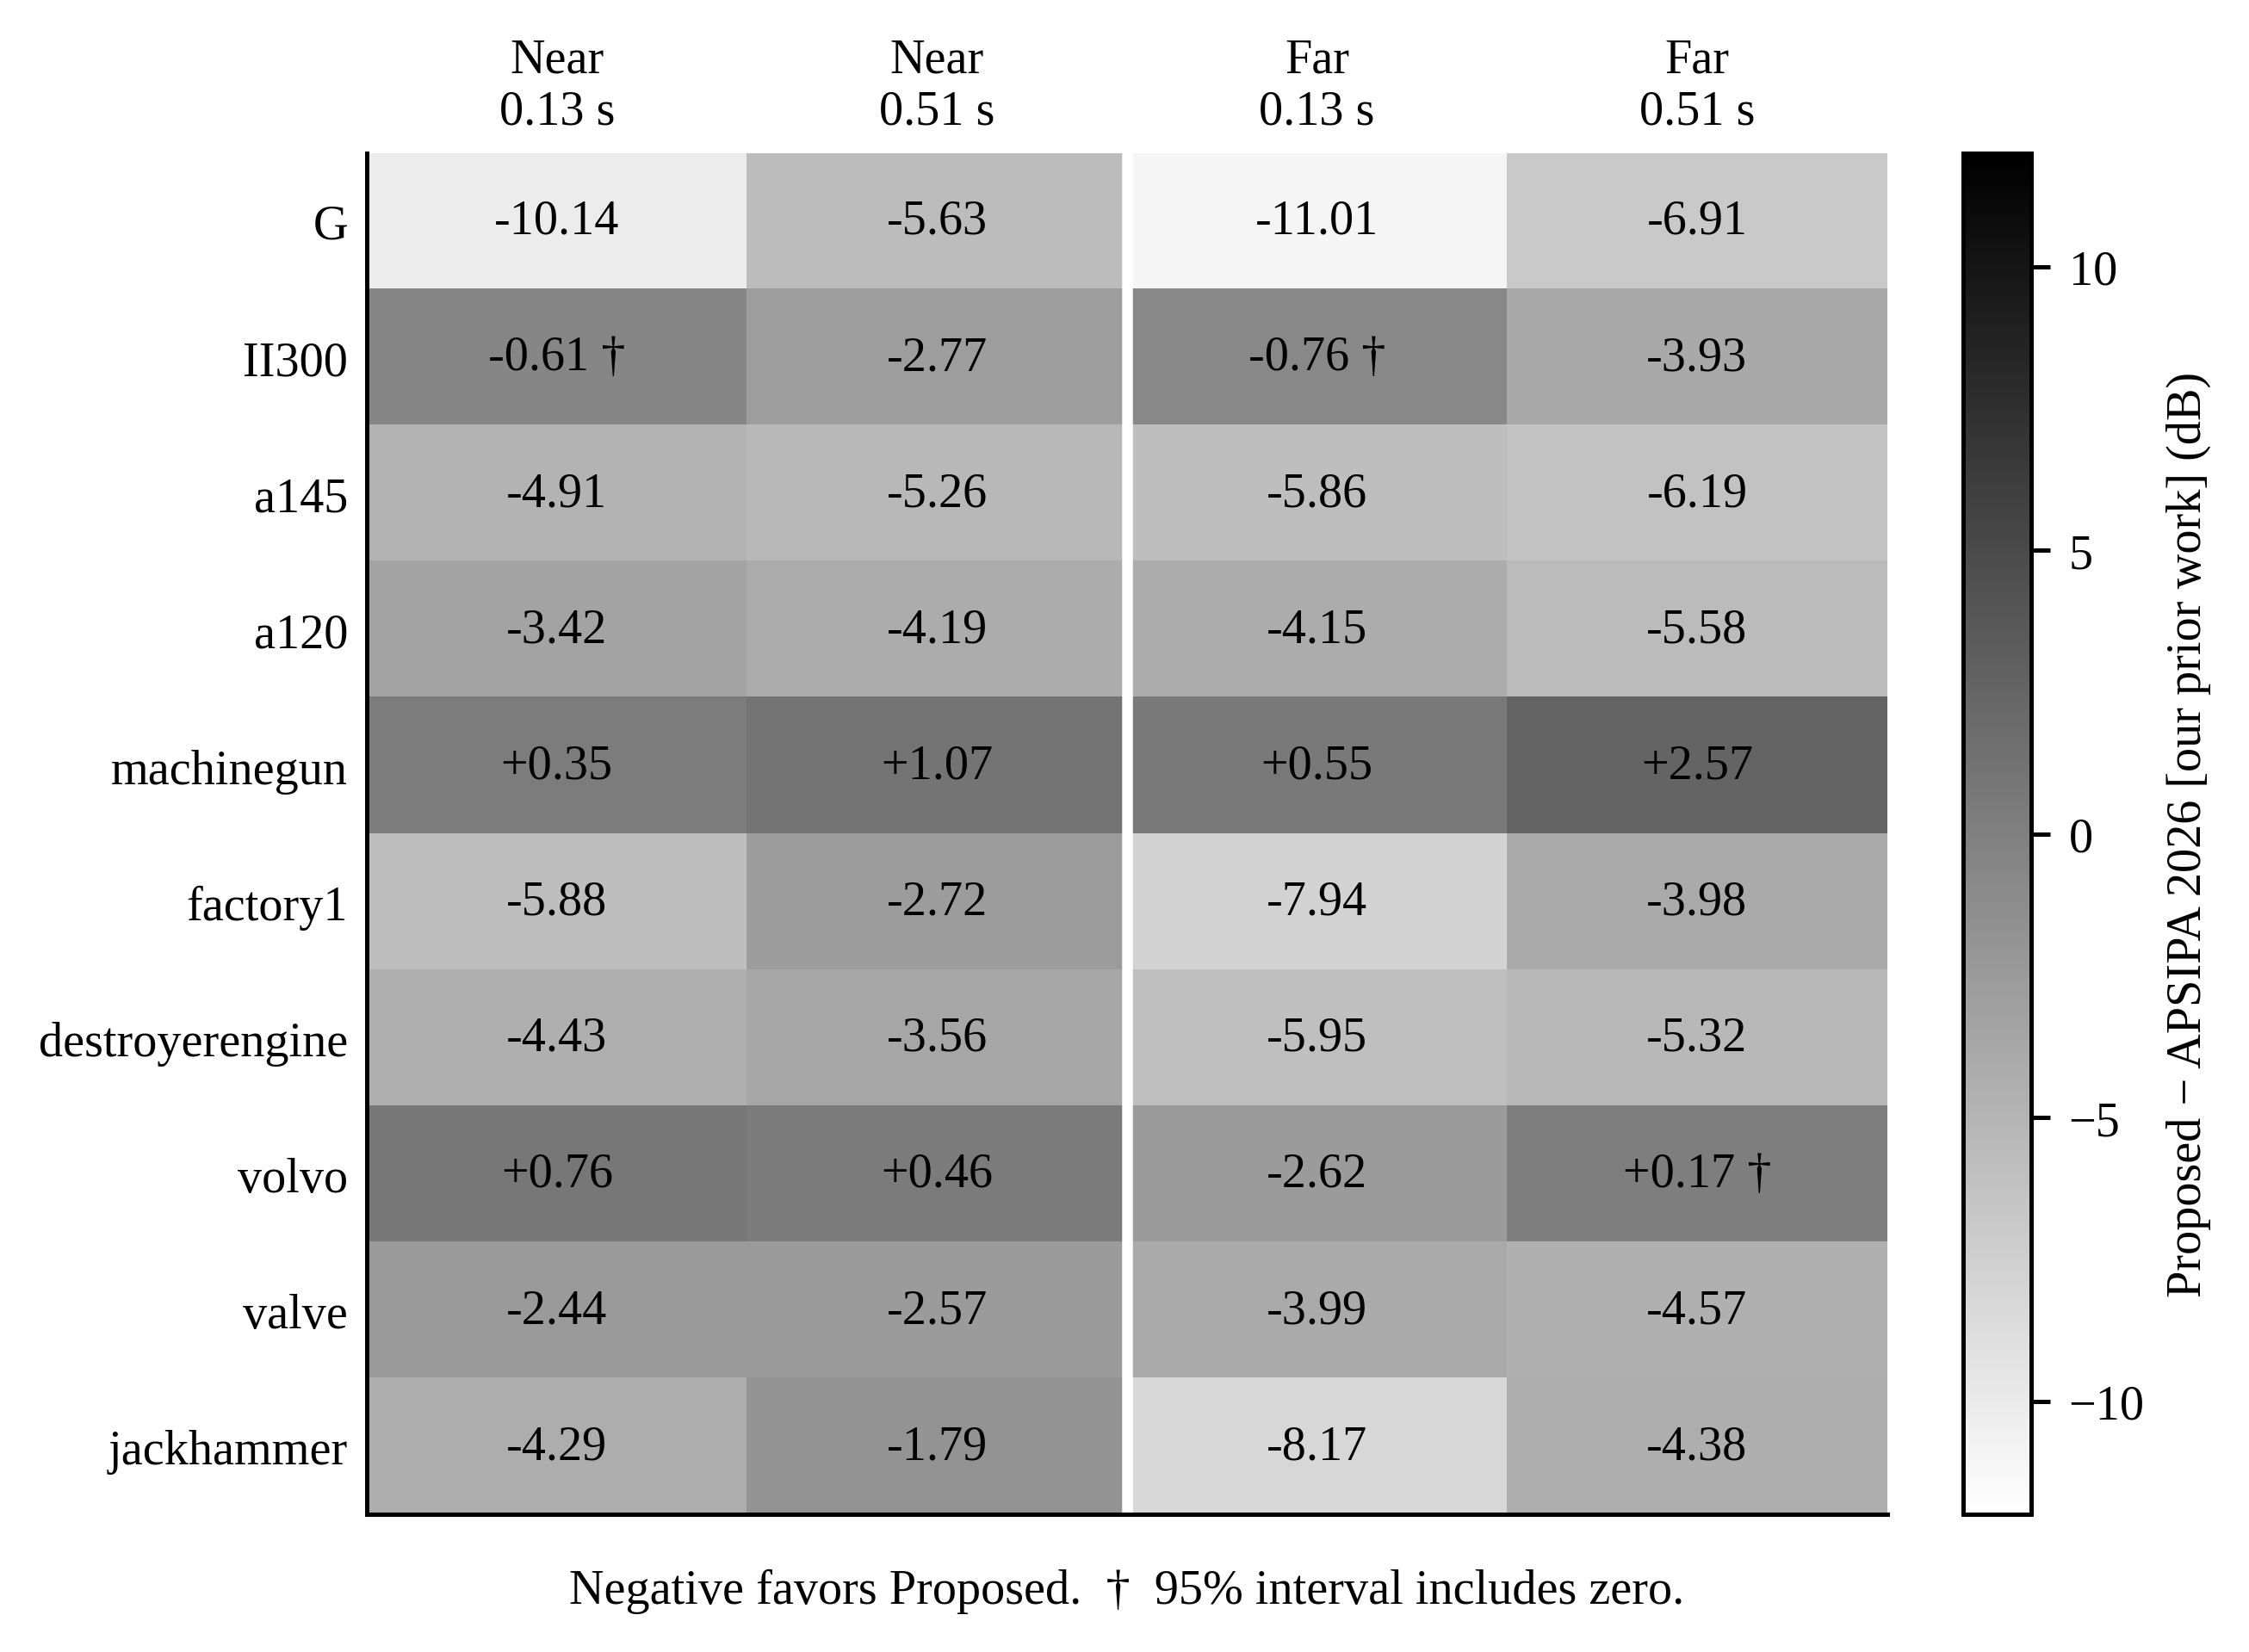 Near Near Far Far
0.13 s 0.51 s 0.13 s 0.51 s
G -10.14 -5.63 -11.01 -6.91
II300 -0.61 † -2.77 -0.76 † -3.93
a145 -4.91 -5.26 -5.86 -6.19
a120 -3.42 -4.19 -4.15 -5.58
machinegun +0.35 +1.07 +0.55 +2.57
factory1 -5.88 -2.72 -7.94 -3.98
destroyerengine -4.43 -3.56 -5.95 -5.32
volvo +0.76 +0.46 -2.62 +0.17 †
valve -2.44 -2.57 -3.99 -4.57
jackhammer -4.29 -1.79 -8.17 -4.38
Negative favors Proposed. † 95% interval includes zero.
10
5
0
−5
−10
Proposed − APSIPA 2026 [our prior work] (dB)